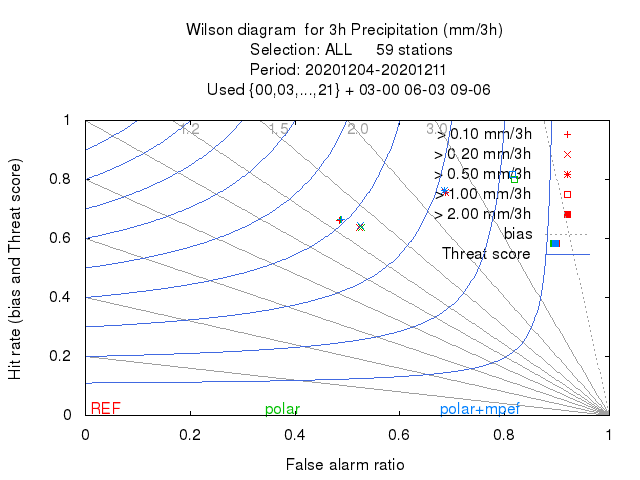 Wilson diagram  for 3h Precipitation (mm/3h)
Selection: ALL     59 stations
Period: 20201204-20201211
Used {00,03,...,21} + 03-00 06-03 09-06
1.2 1.5 2.0 3.0
> 0.10 mm/3h
> 0.20 mm/3h
> 0.50 mm/3h
> 1.00 mm/3h
> 2.00 mm/3h
bias
Threat score
Hit rate (bias and Threat score)
1
0.8
0.6
0.4
0.2
0
REF polar polar+mpef
0 0.2 0.4 0.6 0.8 1
False alarm ratio